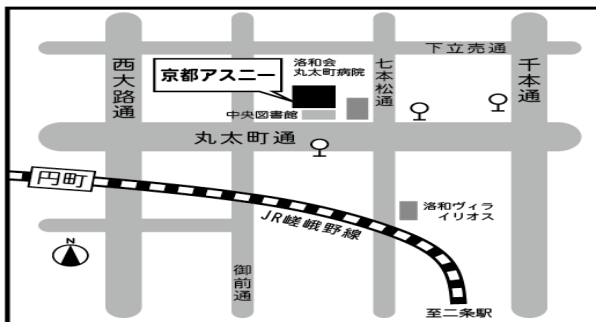 下立売通
洛和会
丸太町病院
京都アスニー
西大路通
七本松通
千本通
中央図書館
丸太町通
円町
洛和ヴィラ
イリオス
JR嵯峨野線
N
御前通
至二条駅